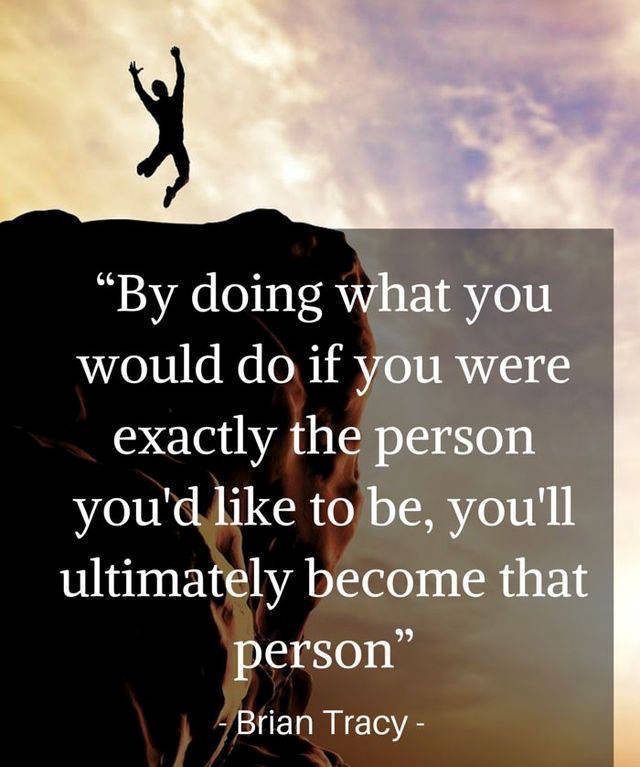 “By doing what you
would do if you were
exactly the person
you'd like to be, you'll
ultimately become that
person”
- Brian Tracy -